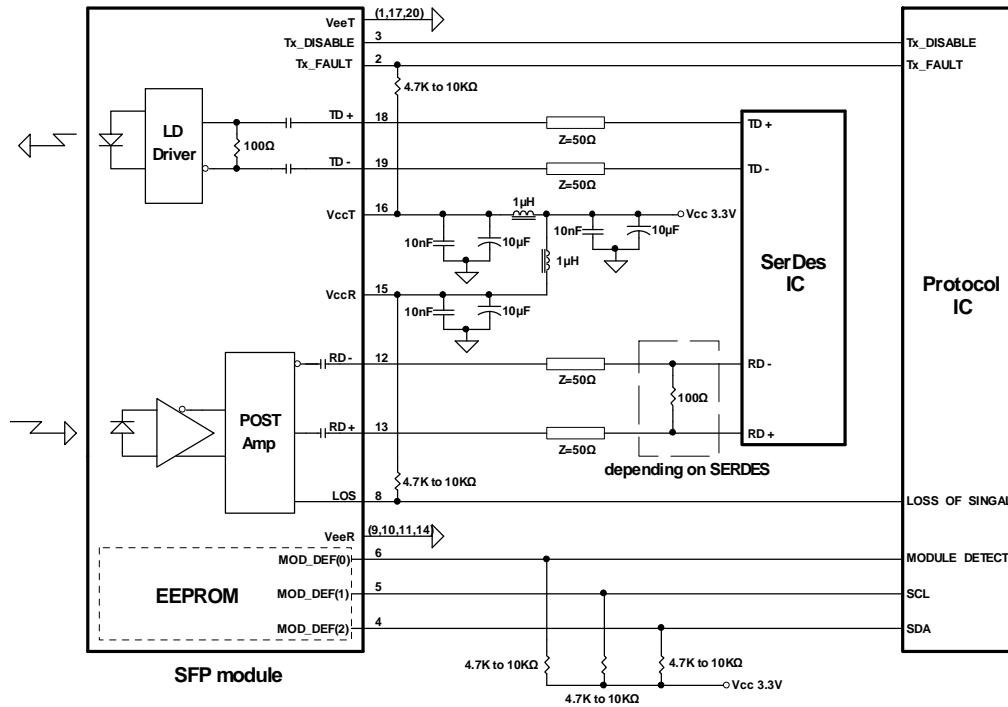 VeeT (1,17,20)
Tx_DISABLE 3 Tx_DISABLE
Tx_FAULT 2 Tx_FAULT
4.7K to 10KΩ
LD
Driver
100Ω
TD+ 18 Z=50Ω TD+
TD- 19 Z=50Ω TD-
1µH
VccT 16 Vcc 3.3V
10nF 10µF 10nF 10µF
1µH
VccR 15
10nF 10µF
SerDes
IC
Protocol
IC
RD- 12 Z=50Ω RD-
POST
Amp
100Ω
RD+ 13 Z=50Ω RD+
depending on SERDES
4.7K to 10KΩ
LOS 8 LOSS OF SINGAL
VeeR (9,10,11,14)
MOD_DEF(0) 6 MODULE DETECT
EEPROM
MOD_DEF(1) 5 SCL
MOD_DEF(2) 4 SDA
4.7K to 10KΩ 4.7K to 10KΩ
4.7K to 10KΩ
Vcc 3.3V
SFP module